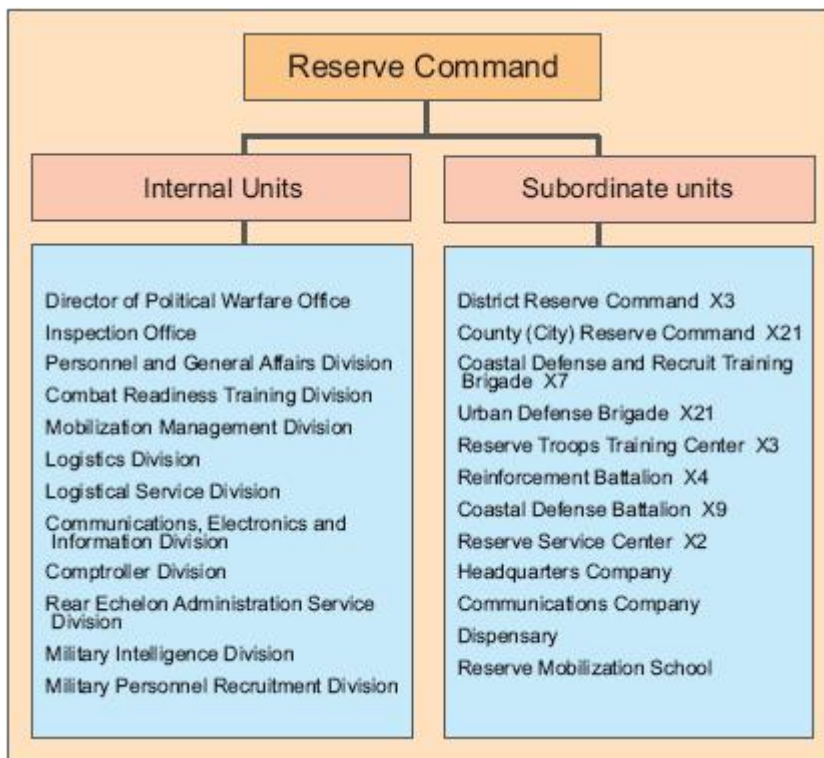 Reserve Command
Internal Units
Director of Political Warfare Office
Inspection Office
Personnel and General Affairs Division
Combat Readiness Training Division
Mobilization Management Division
Logistics Division
Logistical Service Division
Communications, Electronics and
Information Division
Comptroller Division
Rear Echelon Administration Service
Division
Military Intelligence Division
Military Personnel Recruitment Division
Subordinate units
District Reserve Command X3
County (City) Reserve Command X21
Coastal Defense and Recruit Training
Brigade X7
Urban Defense Brigade X21
Reserve Troops Training Center X3
Reinforcement Battalion X4
Coastal Defense Battalion X9
Reserve Service Center X2
Headquarters Company
Communications Company
Dispensary
Reserve Mobilization School